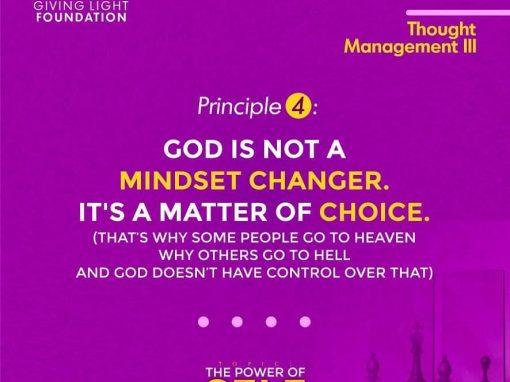 GIVING LIGHT
FOUNDATION
Thought
Management III
Principle 4:
GOD IS NOT A
MINDSET CHANGER.
IT'S A MATTER OF CHOICE.
(THAT'S WHY SOME PEOPLE GO TO HEAVEN
WHY OTHERS GO TO HELL
AND GOD DOESN'T HAVE CONTROL OVER THAT)
TOPIC:
THE POWER OF
SELF